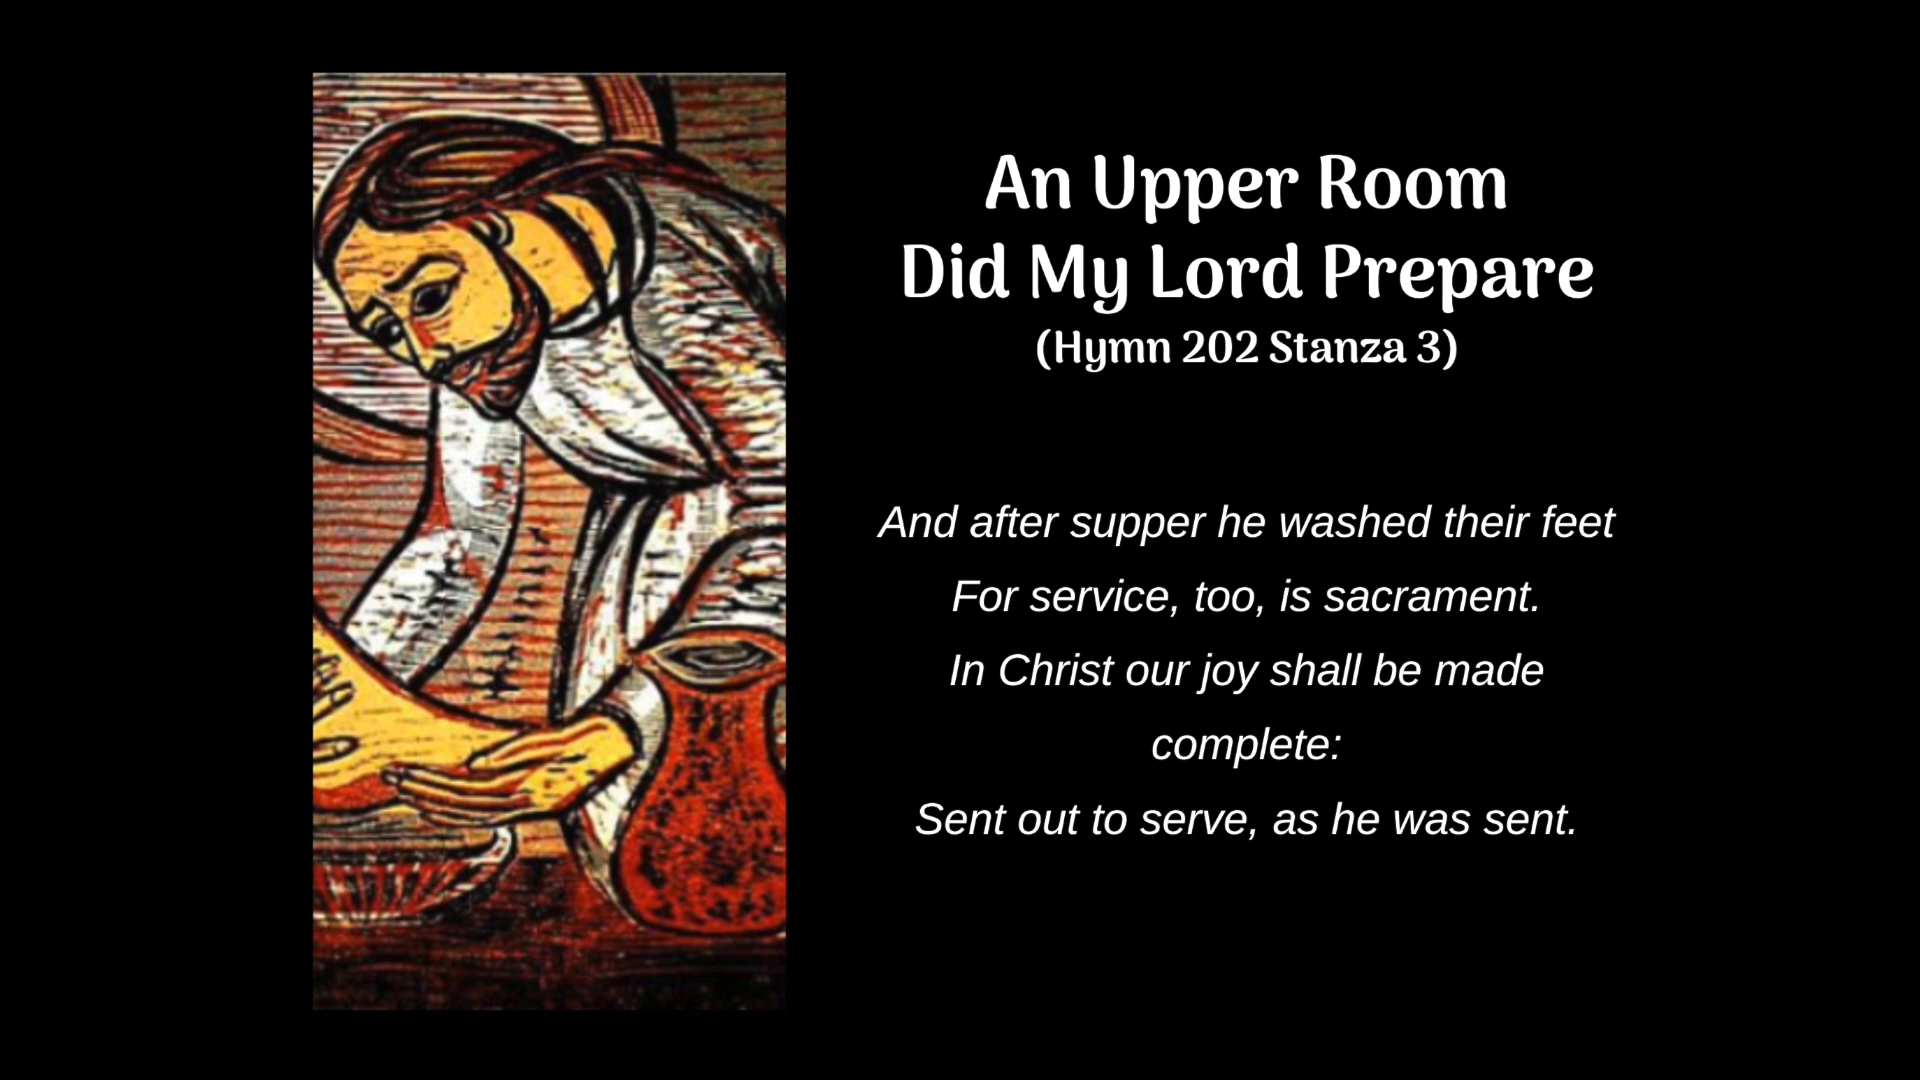 An Upper Room
Did My Lord Prepare
(Hymn 202 Stanza 3)
And after supper he washed their feet
For service, too, is sacrament.
In Christ our joy shall be made
complete:
Sent out to serve, as he was sent.